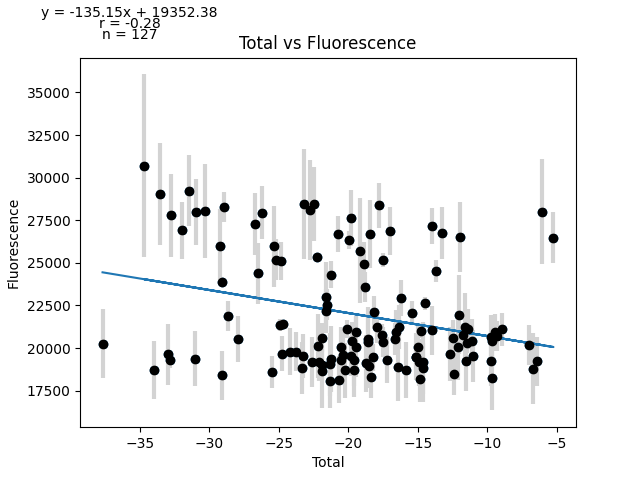 y = -135.15x + 19352.38
r = -0.28
n = 127
Total vs Fluorescence
35000
32500
30000
27500
25000
22500
20000
17500
Fluorescence
−35
−30
−25
−20
−15
−10
−5
Total